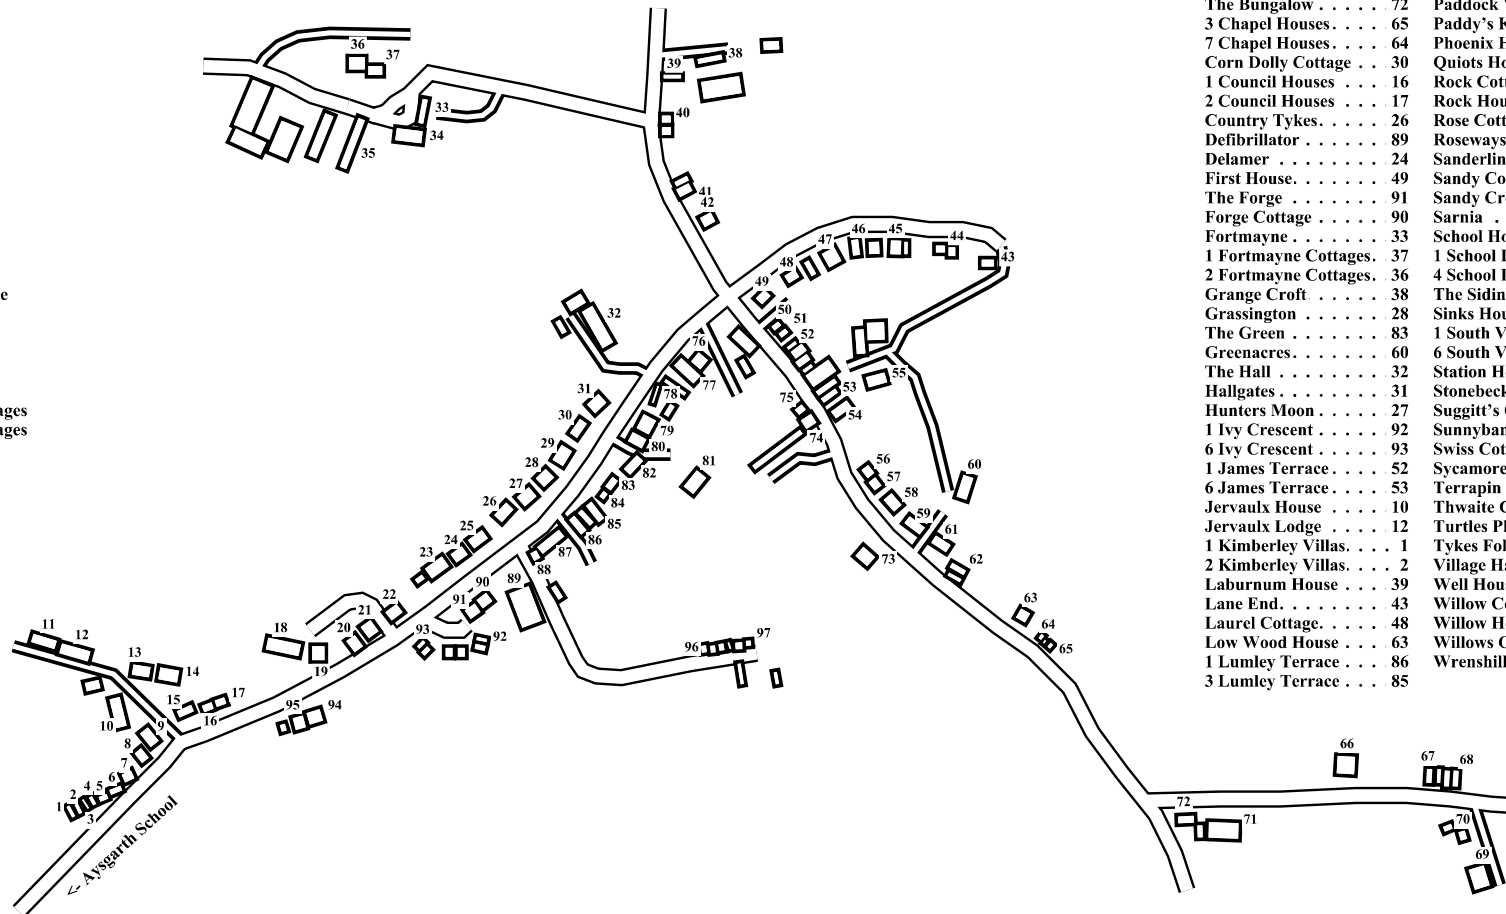 The Bungalow . . . . . . 72 Paddock
3 Chapel Houses . . . . . 65 Paddy's
7 Chapel Houses . . . . . 64 Phoenix
Corn Dolly Cottage . . 30 Quiots
1 Council Houses . . . . 16 Rock
2 Council Houses . . . . 17 Rock
Country Tykes . . . . . . 26 Rose
Defibrillator . . . . . . . 89 Roseways
Delamer . . . . . . . . . 24
First House . . . . . . . . 49 Sandy
The Forge . . . . . . . . 91 Sandy
Forge Cottage . . . . . . 90 Sarnia .
Fortmayne . . . . . . . . 33 School
1 Fortmayne Cottages . 37 1 School
2 Fortmayne Cottages . 36 4 School
Grange Croft . . . . . . 38 The
Grassington . . . . . . . 28 Sinks
The Green . . . . . . . . 83 1 South
Greenacres . . . . . . . . 60 6 South
The Hall . . . . . . . . . 32 Station
Hallgates . . . . . . . . . 31
Hunters Moon . . . . . . 27 Suggitt's
1 Ivy Crescent . . . . . . 92
6 Ivy Crescent . . . . . . 93 Swiss
1 James Terrace . . . . . 52 Sycamore
6 James Terrace . . . . . 53 Terrapin
Jervaulx House . . . . . 10 Thwaite
Jervaulx Lodge . . . . . 12 Turtles
1 Kimberley Villas . . . . 1 Tykes
2 Kimberley Villas . . . . 2 Village
Laburnum House . . . . 39 Well
Lane End . . . . . . . . . 43 Willow
Laurel Cottage . . . . . . 48 Willow
Low Wood House . . . . 63 Willows
1 Lumley Terrace . . . . 86
3 Lumley Terrace . . . . 85
36
37
38
39
33
34
35
40
41
42
43
44
45
46
47
48
49
50
51
52
53
54
55
32
76
77
78
79
80
81
82
83
84
85
86
87
88
31
30
29
28
27
26
25
24
23
22
21
20
19
18
75
74
56
57
58
59
60
61
62
73
63
64
65
90
89
91
93
92
96
97
95
94
11
12
13
14
15
16
17
10
9
8
7
6
5
4
3
2
1
<- Aysgarth School
66
67
68
69
70
71
72